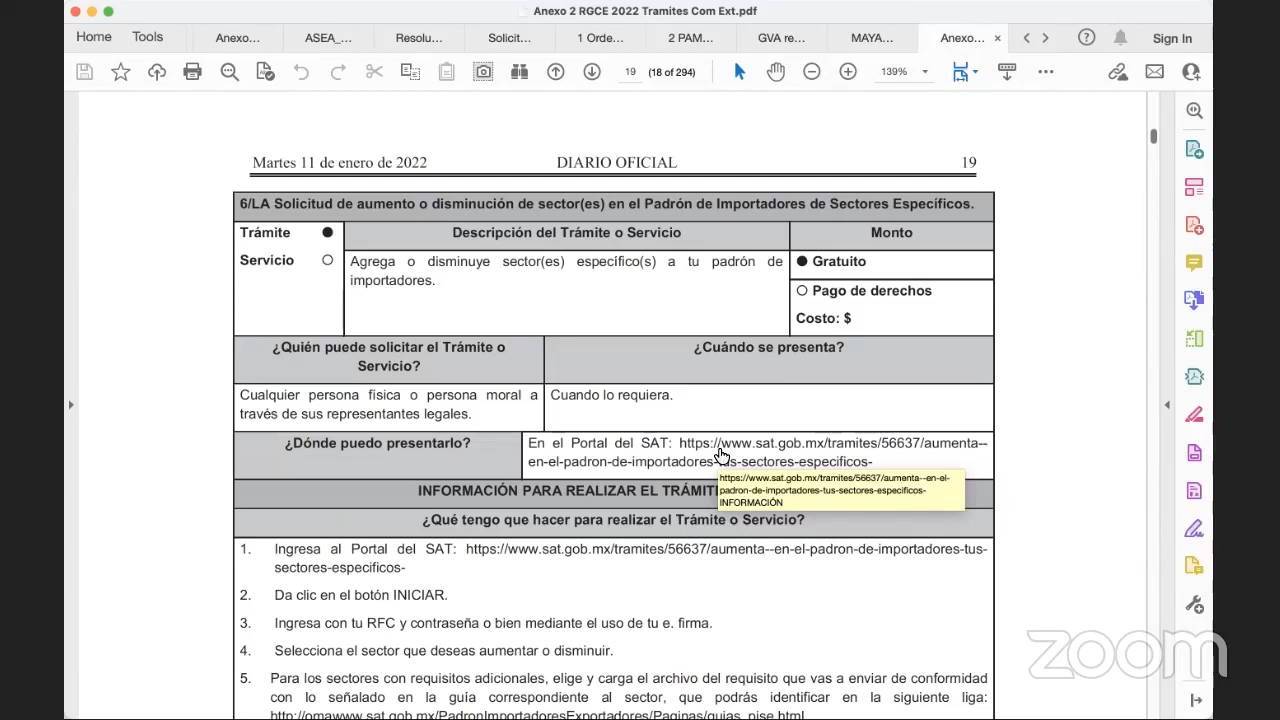 Anexo 2 RGCE 2022 Tramites Com Ext.pdf
Home Tools Anexo... ASEA_... Resolu... Solicit... 1 Orde... 2 PAM... GVA re... MAYA... Anexo... × Sign In
19 (18 of 294) 139%
Martes 11 de enero de 2022 DIARIO OFICIAL 19
6/LA Solicitud de aumento o disminución de sector(es) en el Padrón de Importadores de Sectores Específicos.
Trámite ● Descripción del Trámite o Servicio Monto
Servicio ○ Agrega o disminuye sector(es) específico(s) a tu padrón de importadores. ● Gratuito
○ Pago de derechos
Costo: $
¿Quién puede solicitar el Trámite o Servicio? ¿Cuándo se presenta?
Cualquier persona física o persona moral a través de sus representantes legales. Cuando lo requiera.
¿Dónde puedo presentarlo? En el Portal del SAT: https://www.sat.gob.mx/tramites/56637/aumenta--
en-el-padron-de-importadores-tus-sectores-especificos-
https://www.sat.gob.mx/tramites/56637/aumenta--en-el-
padron-de-importadores-tus-sectores-especificos-
INFORMACIÓN
INFORMACIÓN PARA REALIZAR EL TRÁMIT
¿Qué tengo que hacer para realizar el Trámite o Servicio?
1. Ingresa al Portal del SAT: https://www.sat.gob.mx/tramites/56637/aumenta--en-el-padron-de-importadores-tus-
sectores-especificos-
2. Da clic en el botón INICIAR.
3. Ingresa con tu RFC y contraseña o bien mediante el uso de tu e. firma.
4. Selecciona el sector que deseas aumentar o disminuir.
5. Para los sectores con requisitos adicionales, elige y carga el archivo del requisito que vas a enviar de conformidad
con lo señalado en la guía correspondiente al sector, que podrás identificar en la siguiente liga:
http://omawww.sat.gob.mx/PadronImportadoresExportadores/Paginas/guias_pise.html
zoom